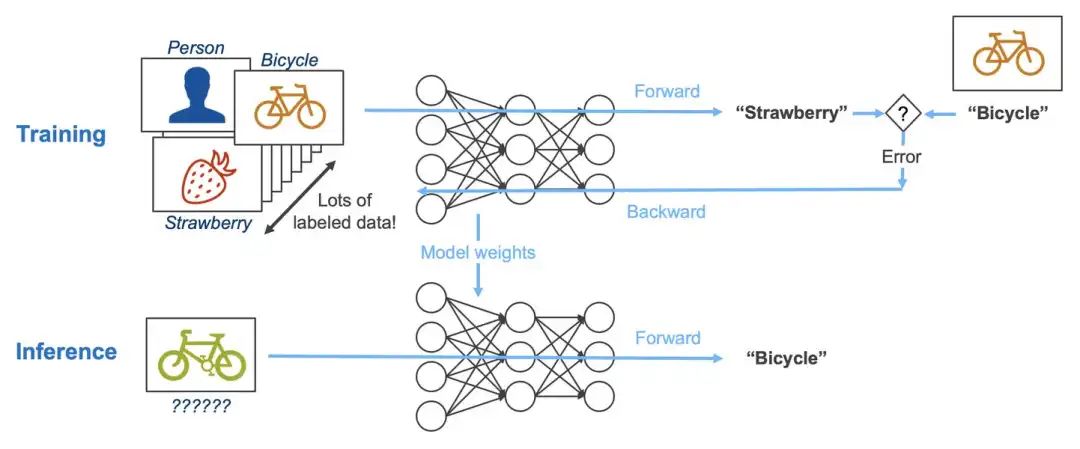 Person
Bicycle
Training
Strawberry
Lots of
labeled data!
Forward
“Strawberry”
?
“Bicycle”
Error
Backward
Model weights
Inference
??????
Forward
“Bicycle”